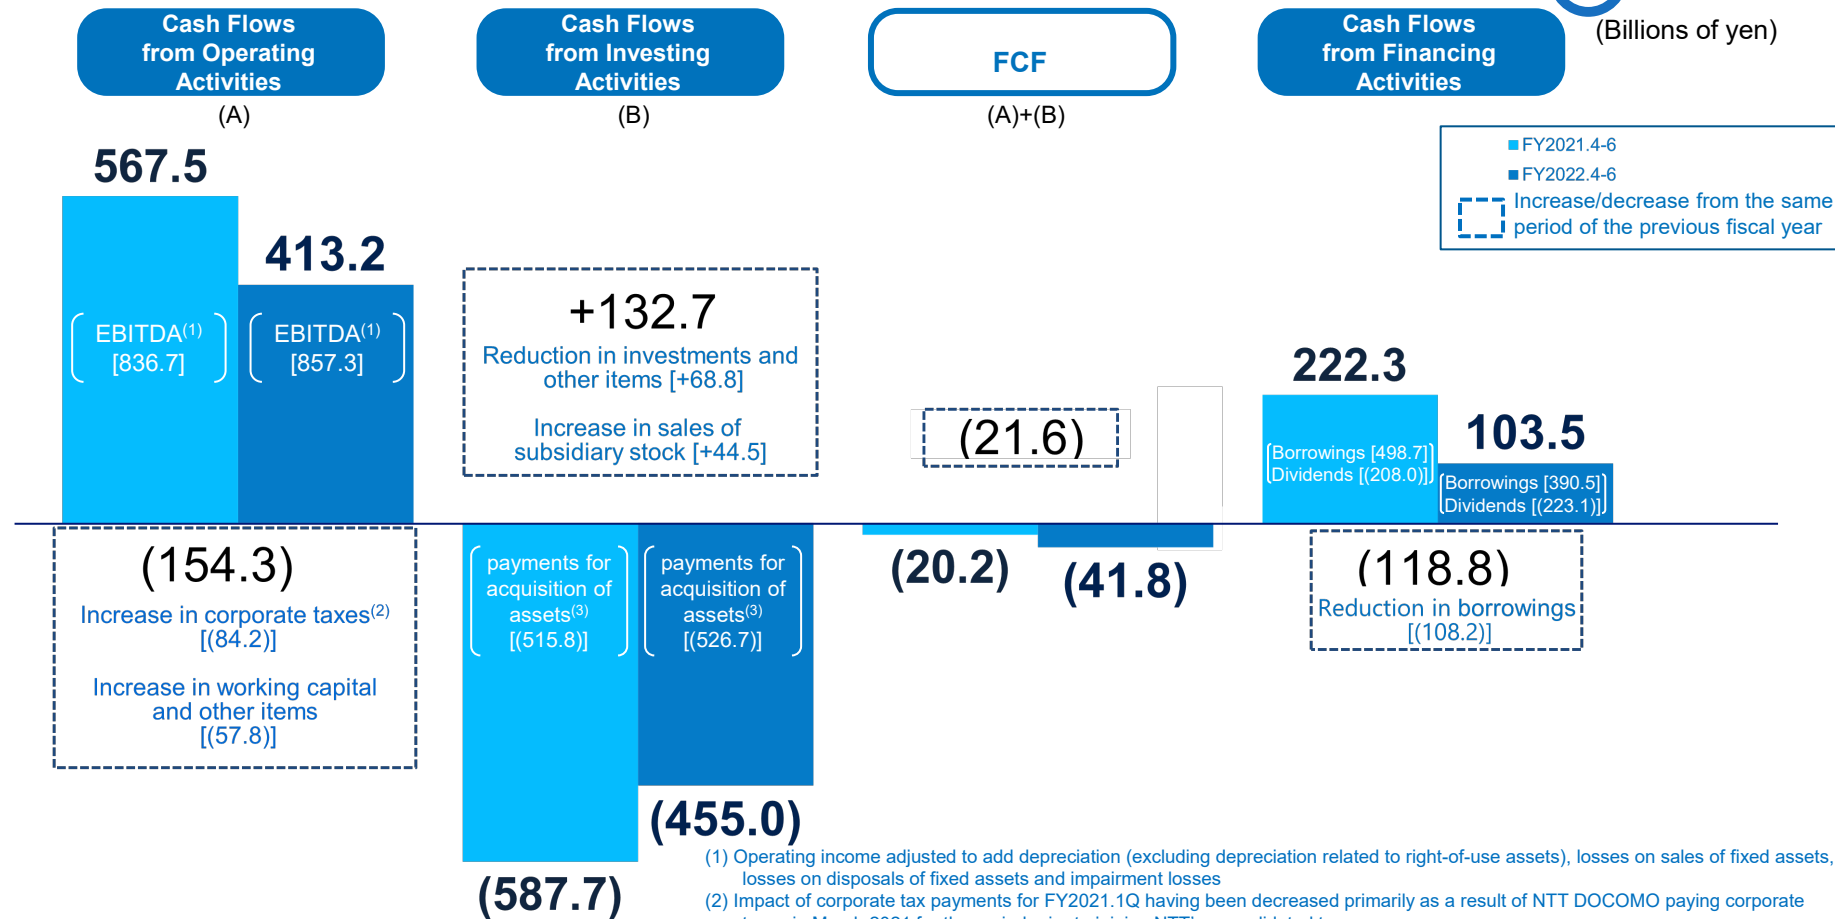 Cash Flows
from Operating
Activities
(A)
Cash Flows
from Investing
Activities
(B)
FCF
(A)+(B)
Cash Flows
from Financing
Activities
(Billions of yen)
FY2021.4-6
FY2022.4-6
Increase/decrease from the same
period of the previous fiscal year
567.5
413.2
EBITDA(1)
[836.7]
EBITDA(1)
[857.3]
(154.3)
Increase in corporate taxes(2)
[(84.2)]
Increase in working capital
and other items
[(57.8)]
+132.7
Reduction in investments and
other items [+68.8]
Increase in sales of
subsidiary stock [+44.5]
payments for
acquisition of
assets(3)
[(515.8)]
payments for
acquisition of
assets(3)
[(526.7)]
(587.7)
(455.0)
(21.6)
(20.2)
(41.8)
222.3
103.5
Borrowings [498.7]
Dividends [(208.0)]
Borrowings [390.5]
Dividends [(223.1)]
(118.8)
Reduction in borrowings
[(108.2)]
(1) Operating income adjusted to add depreciation (excluding depreciation related to right-of-use assets), losses on sales of fixed assets,
losses on disposals of fixed assets and impairment losses
(2) Impact of corporate tax payments for FY2021.1Q having been decreased primarily as a result of NTT DOCOMO paying corporate